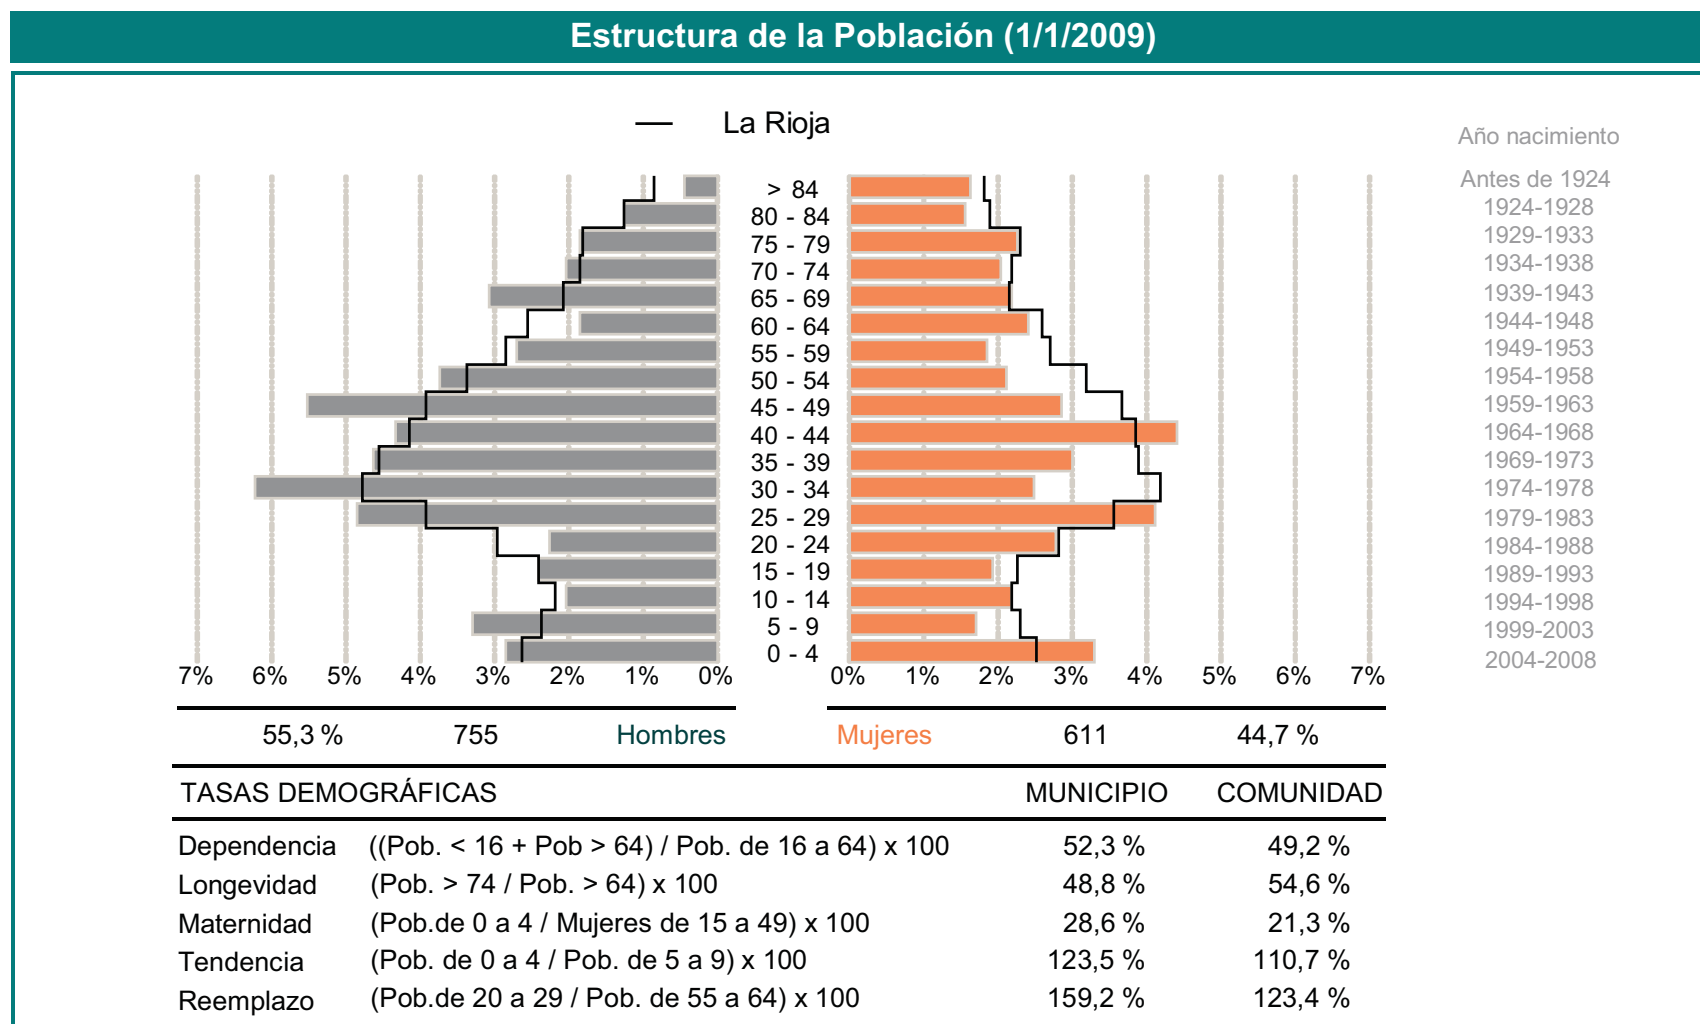 Estructura de la Población (1/1/2009)
La Rioja
Año nacimiento
> 84 Antes de 1924
80 - 84 1924-1928
75 - 79 1929-1933
70 - 74 1934-1938
65 - 69 1939-1943
60 - 64 1944-1948
55 - 59 1949-1953
50 - 54 1954-1958
45 - 49 1959-1963
40 - 44 1964-1968
35 - 39 1969-1973
30 - 34 1974-1978
25 - 29 1979-1983
20 - 24 1984-1988
15 - 19 1989-1993
10 - 14 1994-1998
5 - 9 1999-2003
0 - 4 2004-2008
7% 6% 5% 4% 3% 2% 1% 0% 0% 1% 2% 3% 4% 5% 6% 7%
55,3 % 755 Hombres Mujeres 611 44,7 %
TASAS DEMOGRÁFICAS MUNICIPIO COMUNIDAD
Dependencia ((Pob. < 16 + Pob > 64) / Pob. de 16 a 64) x 100 52,3 % 49,2 %
Longevidad (Pob. > 74 / Pob. > 64) x 100 48,8 % 54,6 %
Maternidad (Pob.de 0 a 4 / Mujeres de 15 a 49) x 100 28,6 % 21,3 %
Tendencia (Pob. de 0 a 4 / Pob. de 5 a 9) x 100 123,5 % 110,7 %
Reemplazo (Pob.de 20 a 29 / Pob. de 55 a 64) x 100 159,2 % 123,4 %